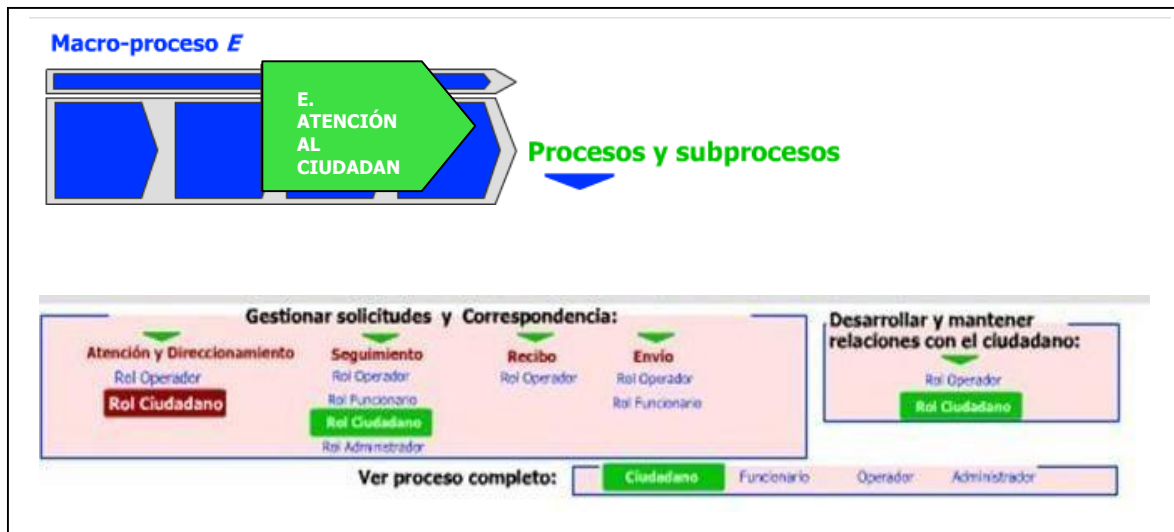 Macro-proceso E
E.
ATENCIÓN
AL
CIUDADAN
Procesos y subprocesos
Gestionar solicitudes y Correspondencia:
Atención y Direccionamiento
Rol Operador
Rol Ciudadano
Seguimiento
Rol Operador
Rol Funcionario
Rol Ciudadano
Rol Administrador
Recibo
Rol Operador
Envío
Rol Operador
Rol Funcionario
Desarrollar y mantener
relaciones con el ciudadano:
Rol Operador
Rol Ciudadano
Ver proceso completo: Ciudadano Funcionario Operador Administrador